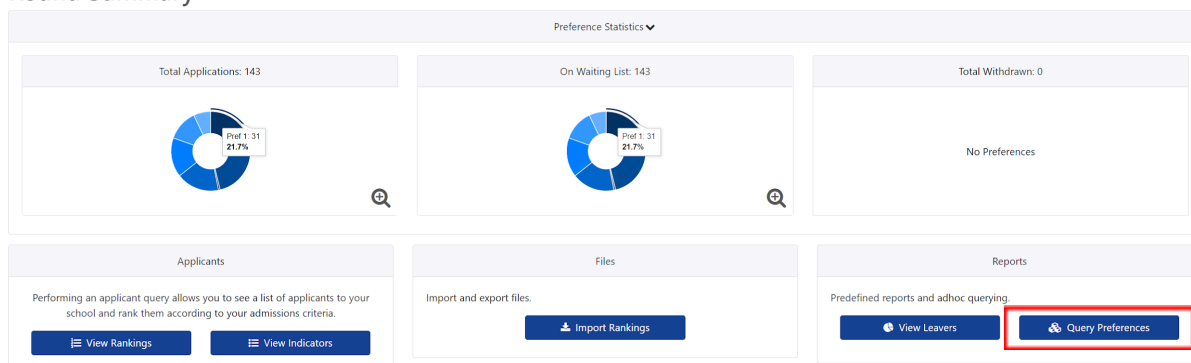 Preference Statistics
Total Applications: 143
On Waiting List: 143
Total Withdrawn: 0
Pref 1: 31
21.7%
Pref 1: 31
21.7%
No Preferences
Applicants
Files
Reports
Performing an applicant query allows you to see a list of applicants to your
school and rank them according to your admissions criteria.
View Rankings
View Indicators
Import and export files.
Import Rankings
Predefined reports and adhoc querying.
View Leavers
Query Preferences